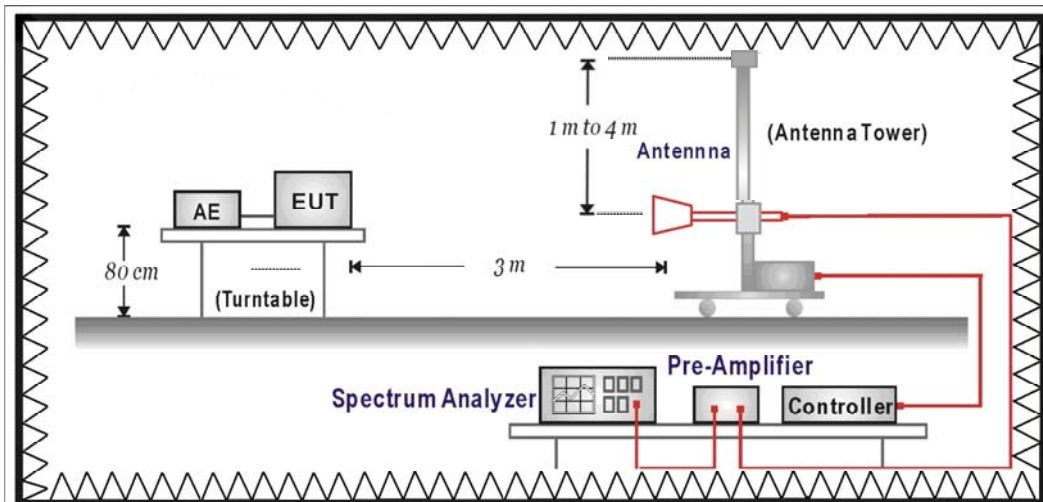 1 m to 4 m
(Antenna Tower)
Antennna
AE
EUT
80 cm
3 m
(Turntable)
Pre-Amplifier
Spectrum Analyzer
Controller